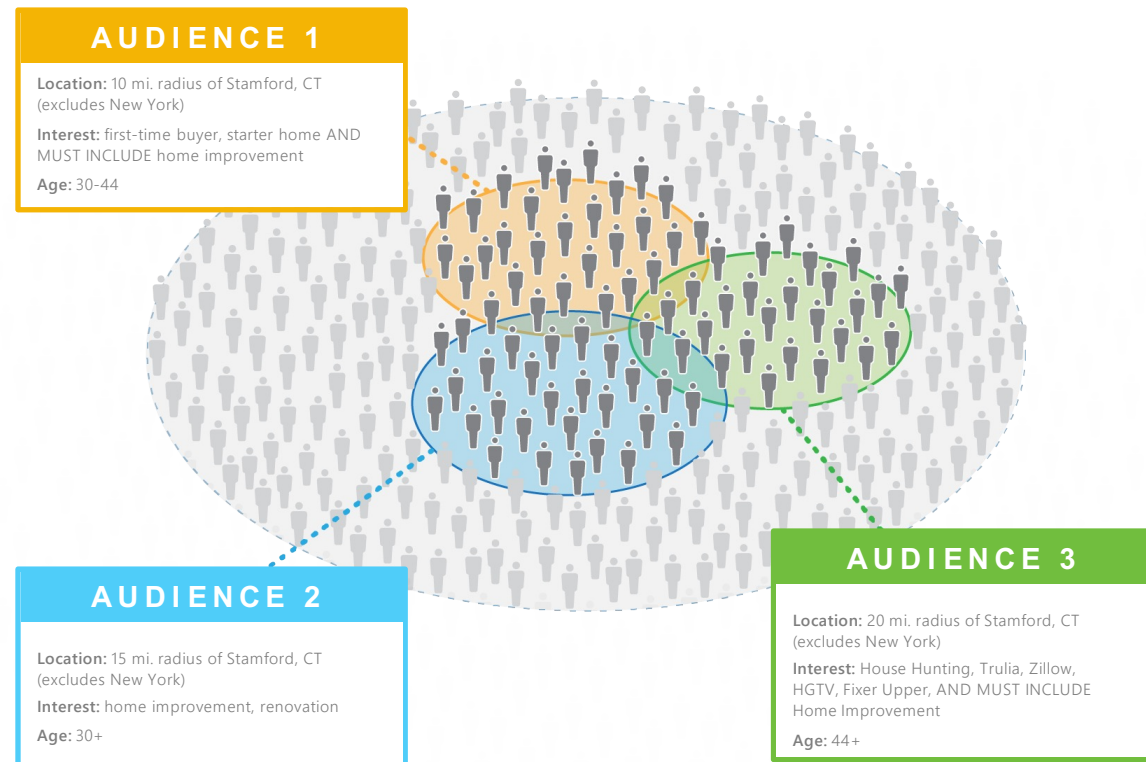 AUDIENCE 1
Location: 10 mi. radius of Stamford, CT
(excludes New York)
Interest: first-time buyer, starter home AND
MUST INCLUDE home improvement
Age: 30-44
AUDIENCE 2
Location: 15 mi. radius of Stamford, CT
(excludes New York)
Interest: home improvement, renovation
Age: 30+
AUDIENCE 3
Location: 20 mi. radius of Stamford, CT
(excludes New York)
Interest: House Hunting, Trulia, Zillow,
HGTV, Fixer Upper, AND MUST INCLUDE
Home Improvement
Age: 44+